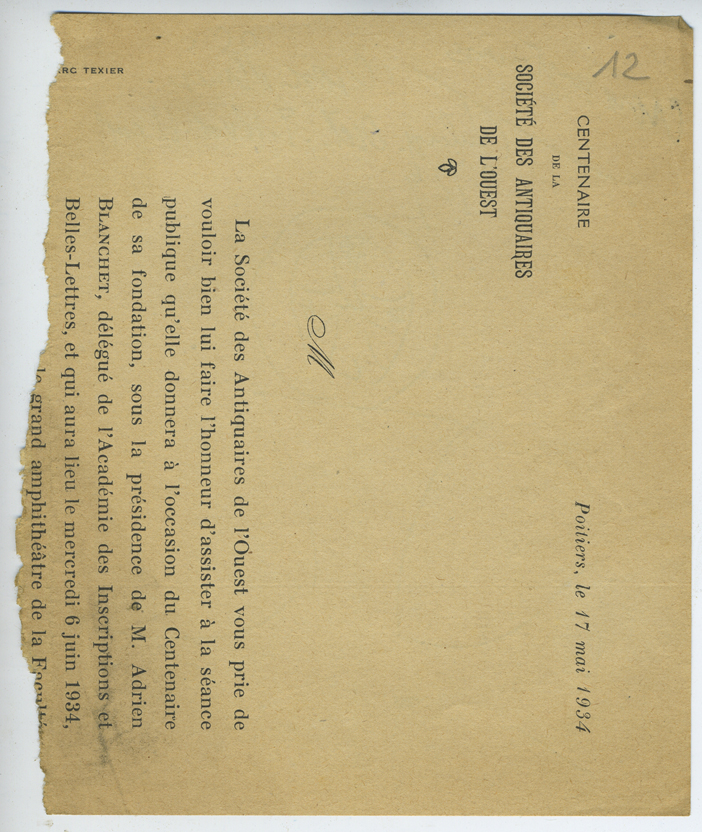 12
CENTENAIRE
DE LA
SOCIÉTÉ DES ANTIQUAIRES
DE L'OUEST
Poitiers, le 17 mai 1934
M
La Société des Antiquaires de l'Ouest vous prie de
vouloir bien lui faire l'honneur d'assister à la séance
publique qu'elle donnera à l'occasion du Centenaire
de sa fondation, sous la présidence de M. Adrien
BLANCHET, délégué de l'Académie des Inscriptions et
Belles-Lettres, et qui aura lieu le mercredi 6 juin 1934,
le grand amphithéâtre de la Faculté
RC TEXIER